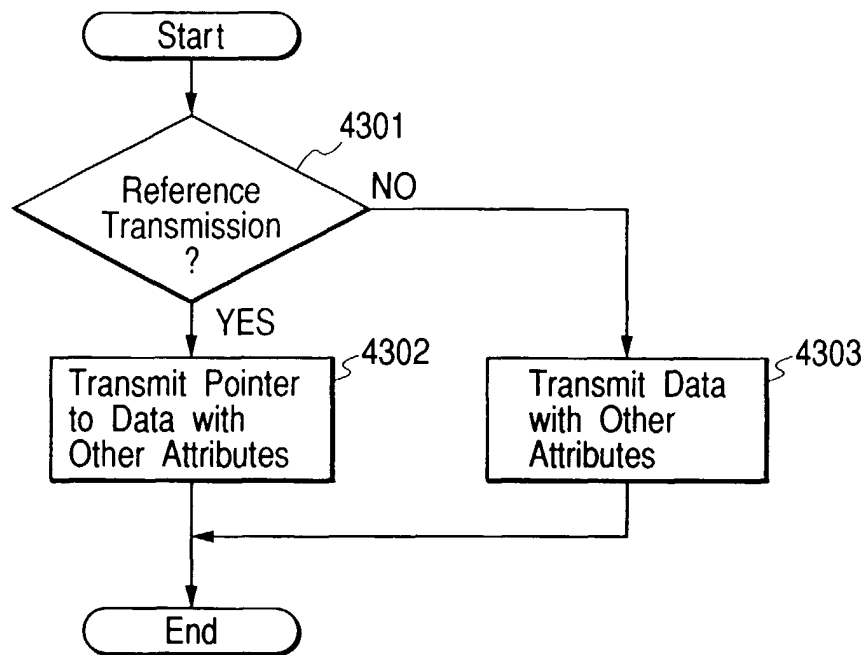 Start
4301
Reference
Transmission
?
NO
YES
4302
Transmit Pointer
to Data with
Other Attributes
4303
Transmit Data
with Other
Attributes
End